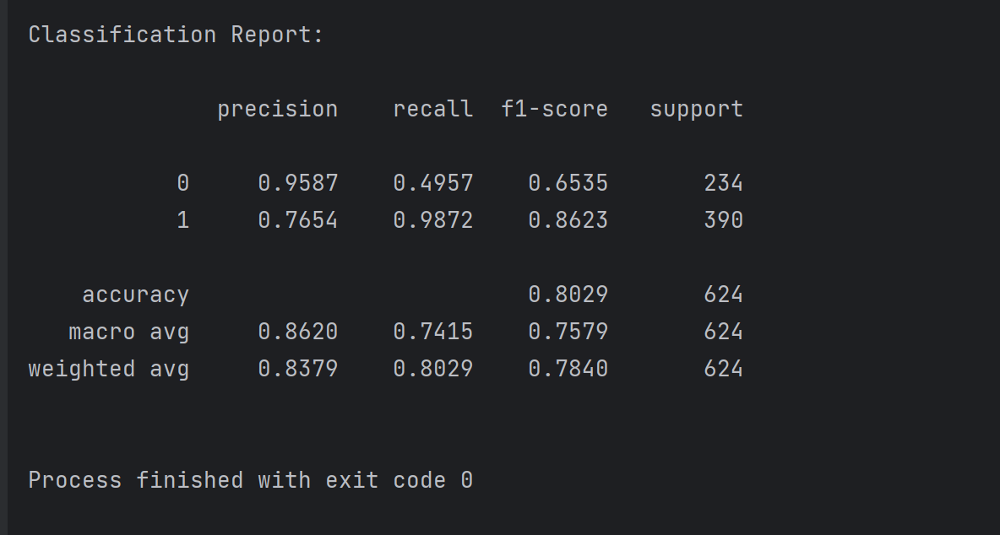 Classification Report:
precision recall f1-score support
0 0.9587 0.4957 0.6535 234
1 0.7654 0.9872 0.8623 390
accuracy 0.8029 624
macro avg 0.8620 0.7415 0.7579 624
weighted avg 0.8379 0.8029 0.7840 624
Process finished with exit code 0